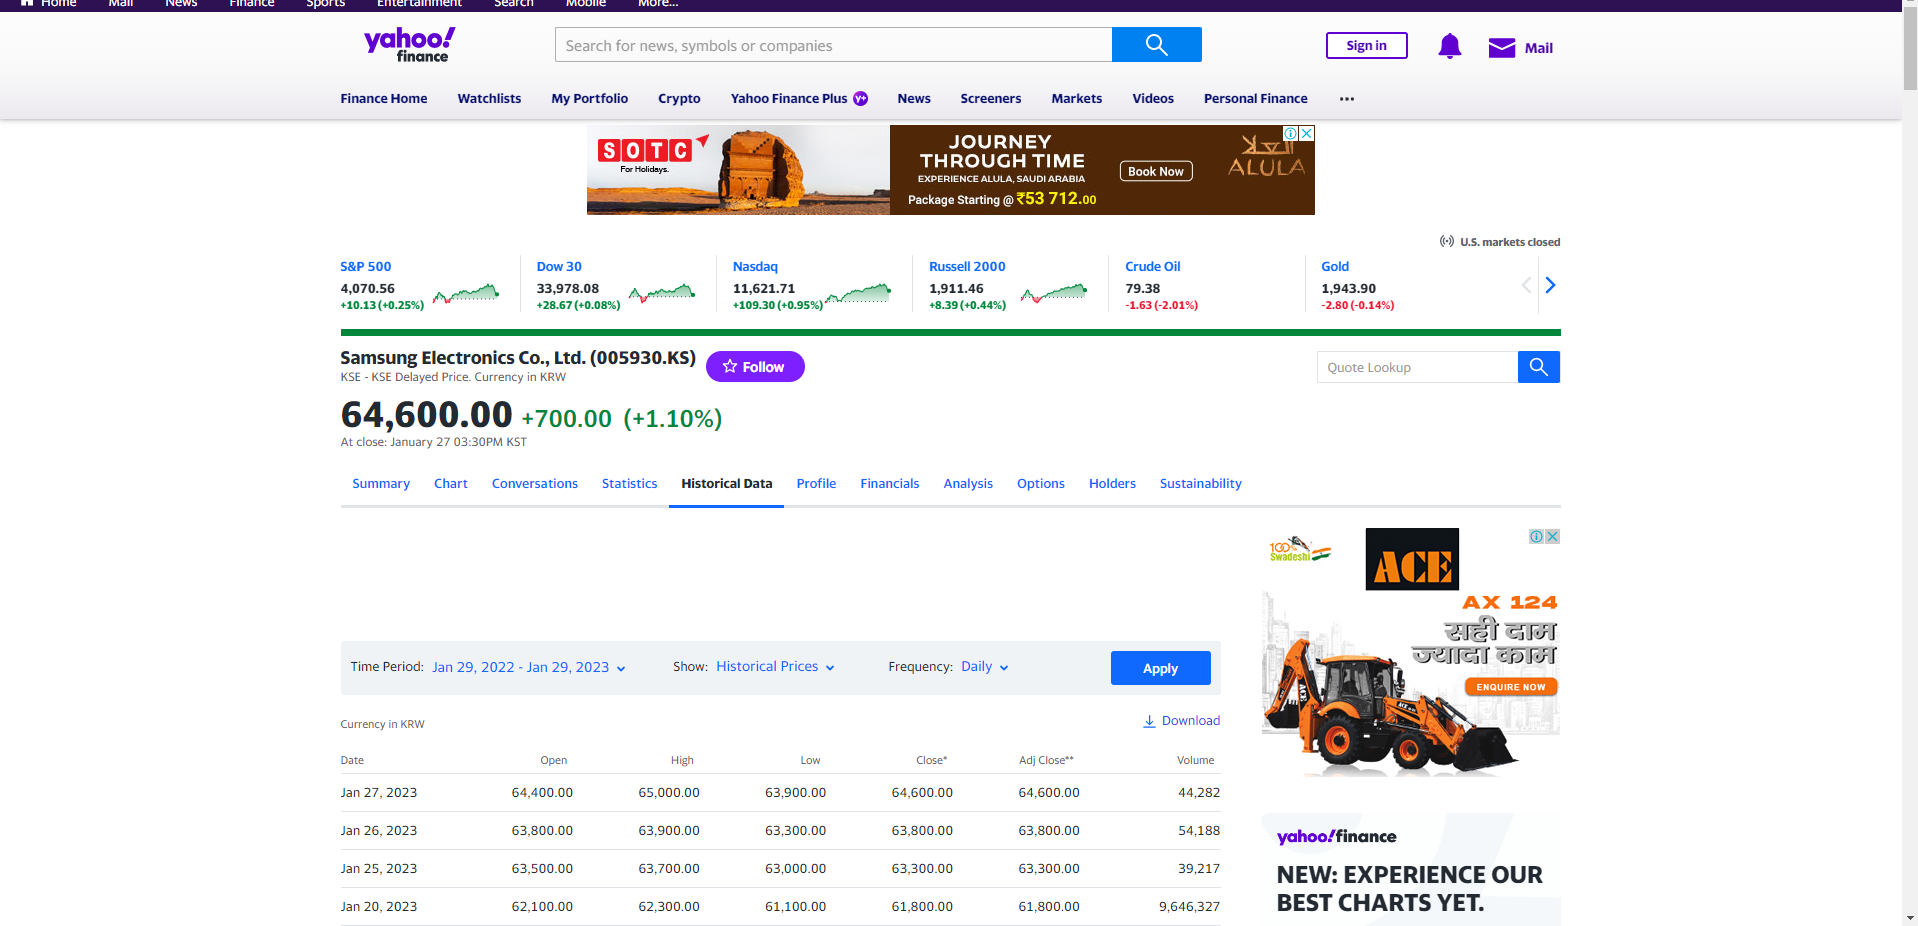 Home Mail News Finance Sports Entertainment Search Mobile More...
yahoo!
finance
Search for news, symbols or companies
Sign in
Mail
Finance Home Watchlists My Portfolio Crypto Yahoo Finance Plus Y+ News Screeners Markets Videos Personal Finance ...
SOTC
For Holidays.
JOURNEY
THROUGH TIME
EXPERIENCE ALULA, SAUDI ARABIA
Package Starting @ ₹53 712.00
Book Now
العلا
ALULA
U.S. markets closed
S&P 500
4,070.56
+10.13 (+0.25%)
Dow 30
33,978.08
+28.67 (+0.08%)
Nasdaq
11,621.71
+109.30 (+0.95%)
Russell 2000
1,911.46
+8.39 (+0.44%)
Crude Oil
79.38
-1.63 (-2.01%)
Gold
1,943.90
-2.80 (-0.14%)
Samsung Electronics Co., Ltd. (005930.KS)
Follow
KSE - KSE Delayed Price. Currency in KRW
Quote Lookup
64,600.00 +700.00 (+1.10%)
At close: January 27 03:30PM KST
Summary Chart Conversations Statistics Historical Data Profile Financials Analysis Options Holders Sustainability
Time Period: Jan 29, 2022 - Jan 29, 2023 Show: Historical Prices Frequency: Daily Apply
Currency in KRW Download
Date Open High Low Close* Adj Close** Volume
Jan 27, 2023 64,400.00 65,000.00 63,900.00 64,600.00 64,600.00 44,282
Jan 26, 2023 63,800.00 63,900.00 63,300.00 63,800.00 63,800.00 54,188
Jan 25, 2023 63,500.00 63,700.00 63,000.00 63,300.00 63,300.00 39,217
Jan 20, 2023 62,100.00 62,300.00 61,100.00 61,800.00 61,800.00 9,646,327
100%
Swadeshi
ACE
AX 124
सही दाम
ज्यादा काम
ENQUIRE NOW
ACE
yahoo!finance
NEW: EXPERIENCE OUR
BEST CHARTS YET.